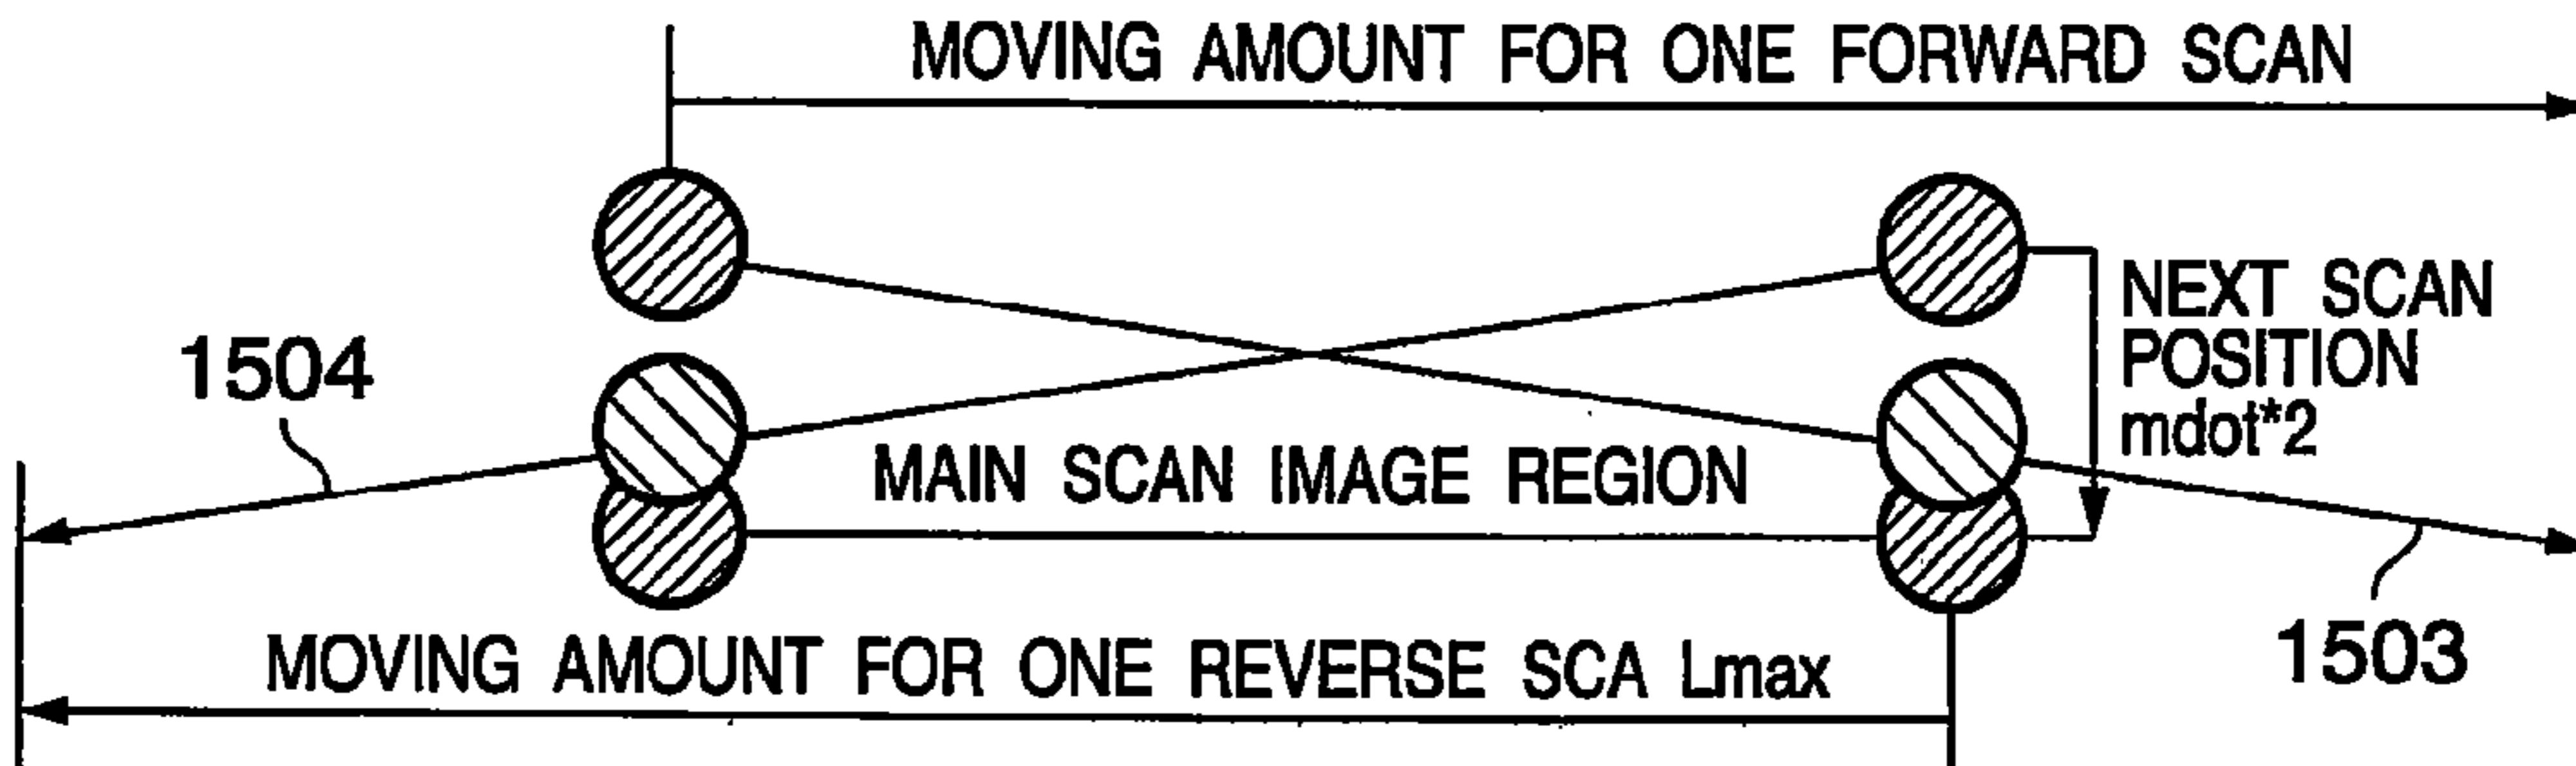 MOVING AMOUNT FOR ONE FORWARD SCAN
NEXT SCAN
POSITION
mdot*2
1504
MAIN SCAN IMAGE REGION
MOVING AMOUNT FOR ONE REVERSE SCA Lmax
1503